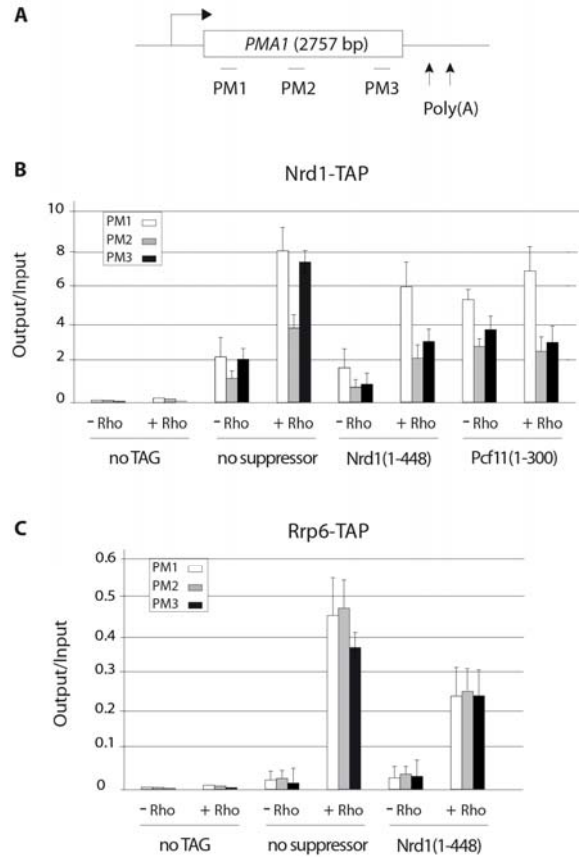 A
PMA1 (2757 bp)
PM1 PM2 PM3 Poly(A)
B
Nrd1-TAP
10
8
6
4
2
0
Output/Input
PM1
PM2
PM3
- Rho + Rho - Rho + Rho - Rho + Rho - Rho + Rho
no TAG no suppressor Nrd1(1-448) Pcf11(1-300)
C
Rrp6-TAP
0.6
0.5
0.4
0.3
0.2
0.1
0
Output/Input
PM1
PM2
PM3
- Rho + Rho - Rho + Rho - Rho + Rho
no TAG no suppressor Nrd1(1-448)